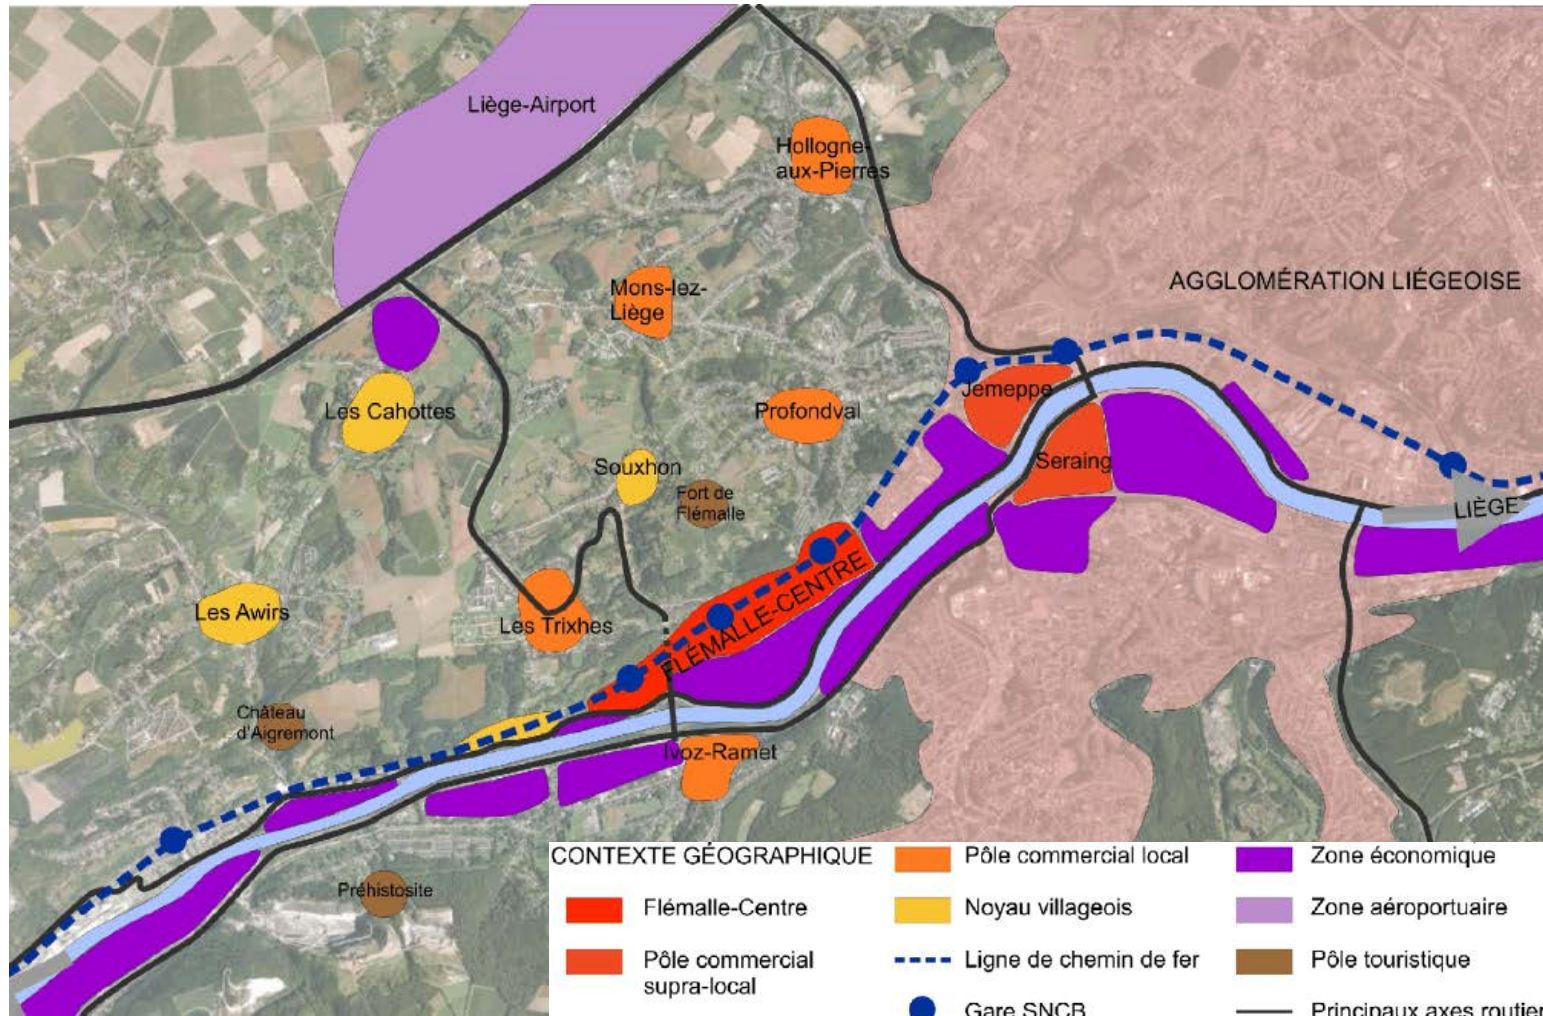 Liège-Airport
Hollogne-
aux-Pierres
AGGLOMÉRATION LIÉGEOISE
Mons-lez-
Liège
Jemeppe
Les Cahottes
Profondval
Seraing
Souxhon
Fort de
Flémalle
LIÈGE
FLÉMALLE-CENTRE
Les Awirs
Les Trixhes
Château
d'Aigremont
Ivoz-Ramet
Préhistosite
CONTEXTE GÉOGRAPHIQUE
Flémalle-Centre
Pôle commercial
supra-local
Pôle commercial local
Noyau villageois
Ligne de chemin de fer
Gare SNCB
Zone économique
Zone aéroportuaire
Pôle touristique
Principaux axes routier